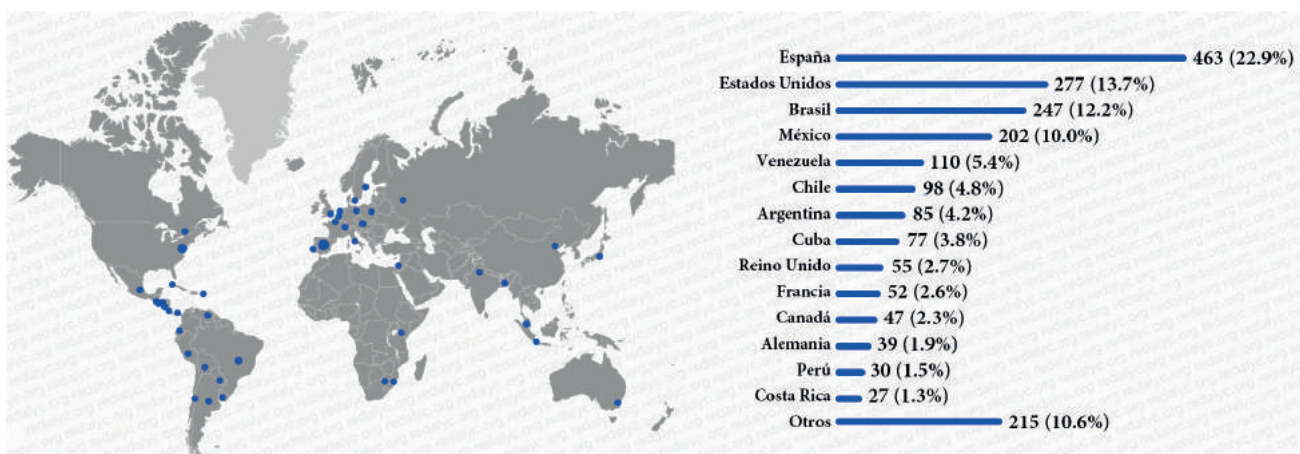 España 463 (22.9%)
Estados Unidos 277 (13.7%)
Brasil 247 (12.2%)
México 202 (10.0%)
Venezuela 110 (5.4%)
Chile 98 (4.8%)
Argentina 85 (4.2%)
Cuba 77 (3.8%)
Reino Unido 55 (2.7%)
Francia 52 (2.6%)
Canadá 47 (2.3%)
Alemania 39 (1.9%)
Perú 30 (1.5%)
Costa Rica 27 (1.3%)
Otros 215 (10.6%)
redalyc.org